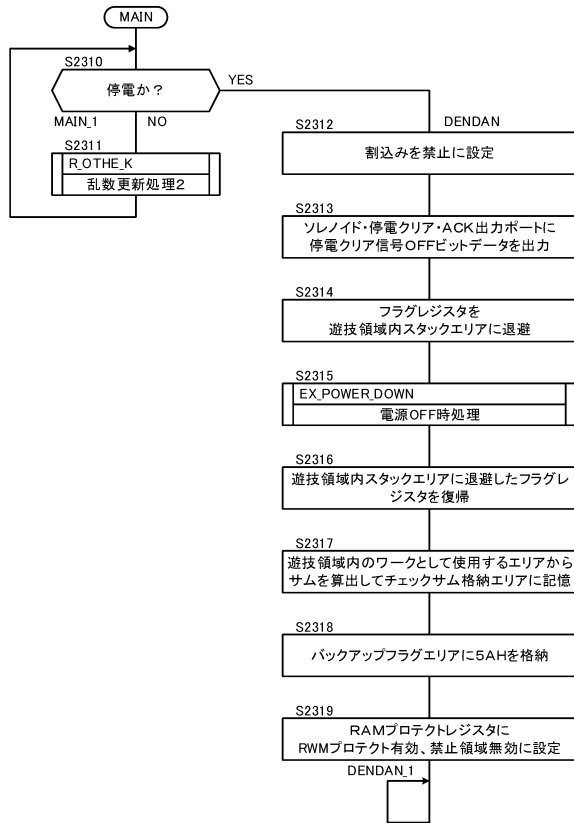 MAIN
S2310
停電か？
YES
MAIN_1
NO
S2311
R_OTHE_K
乱数更新処理２
DENDAN
S2312
割込みを禁止に設定
S2313
ソレノイド・停電クリア・ACK出力ポートに
停電クリア信号OFFビットデータを出力
S2314
フラグレジスタを
遊技領域内スタックエリアに退避
S2315
EX_POWER_DOWN
電源OFF時処理
S2316
遊技領域内スタックエリアに退避したフラグレ
ジスタを復帰
S2317
遊技領域内のワークとして使用するエリアから
サムを算出してチェックサム格納エリアに記憶
S2318
バックアップフラグエリアに５AHを格納
S2319
ＲＡＭプロテクトレジスタに
RWMプロテクト有効、禁止領域無効に設定
DENDAN_1